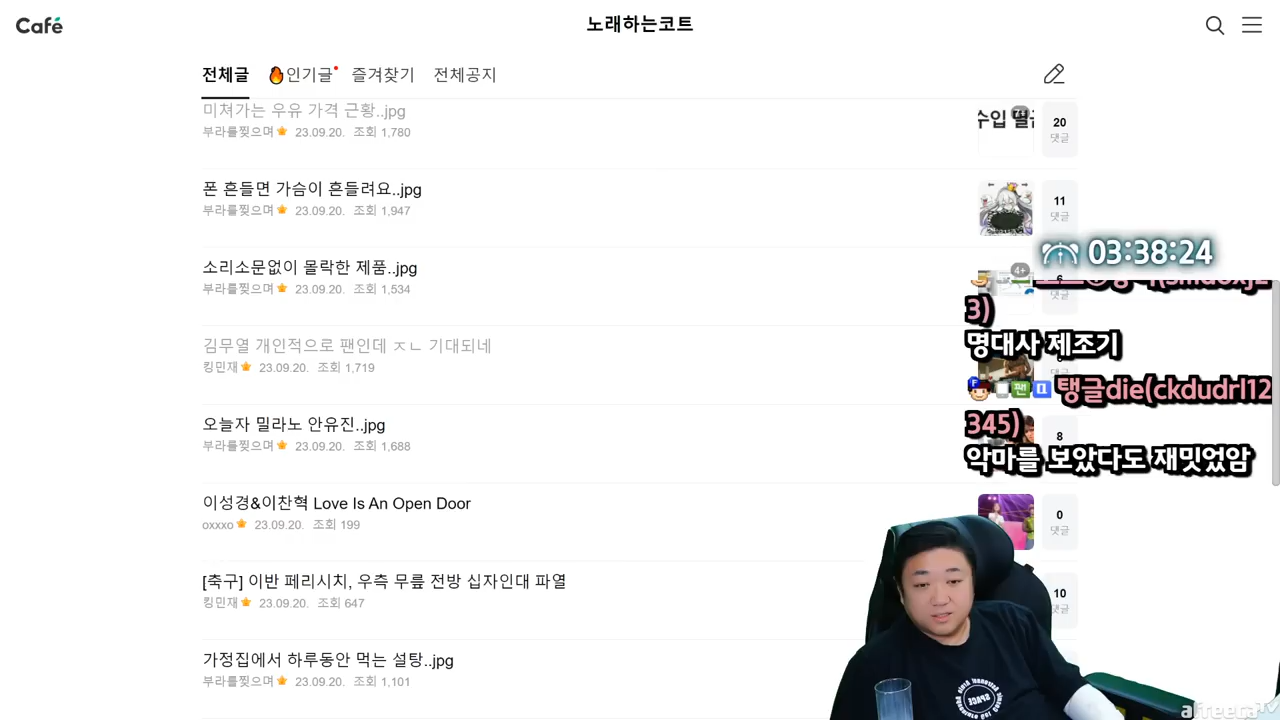 Café
노래하는코트
전체글
인기글
즐겨찾기
전체공지
미쳐가는 우유 가격 근황..jpg
부라를찢으며 23.09.20. 조회 1,780
7+
20
댓글
폰 흔들면 가슴이 흔들려요..jpg
부라를찢으며 23.09.20. 조회 1,947
11
댓글
03:38:24
소리소문없이 몰락한 제품..jpg
부라를찢으며 23.09.20. 조회 1,534
4+
6
댓글
3)
명대사 제조기
김무열 개인적으로 팬인데 ㅈㄴ 기대되네
킹민재 23.09.20. 조회 1,719
댓글
탱글die(ckdudrl12
345)
악마를 보았다도 재밋었암
오늘자 밀라노 안유진..jpg
부라를찢으며 23.09.20. 조회 1,688
8
이성경&이찬혁 Love Is An Open Door
oxxxo 23.09.20. 조회 199
0
댓글
[축구] 이반 페리시치, 우측 무릎 전방 십자인대 파열
킹민재 23.09.20. 조회 647
10
댓글
가정집에서 하루동안 먹는 설탕..jpg
부라를찢으며 23.09.20. 조회 1,101
SPACE
afreecaTV